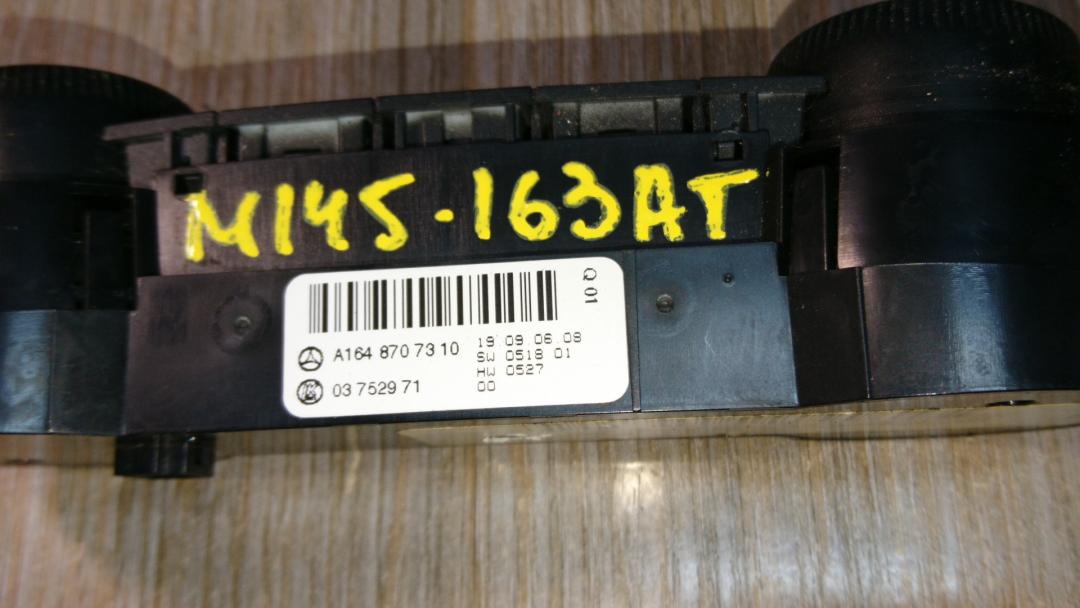 M145-163AT
Q 01
A164 870 73 10
03 7529 71
19 09.06.08
SW 0518 01
HW 0527
00